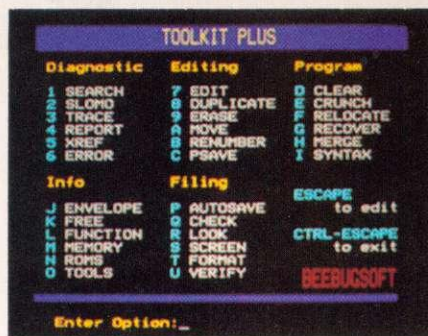 TOOLKIT PLUS
Diagnostic Editing Program
1 SEARCH 7 EDIT D CLEAR
2 SLOMO 8 DUPLICATE E CRUNCH
3 TRACE 9 ERASE F RELOCATE
4 REPORT A MOVE G RECOVER
5 XREF B RENUMBER H MERGE
6 ERROR C PSAVE I SYNTAX
Info Filing
J ENVELOPE P AUTOSAVE ESCAPE
K FREE Q CHECK to edit
L FUNCTION R LOOK
M MEMORY S SCREEN CTRL-ESCAPE
N ROMS T FORMAT to exit
O TOOLS U VERIFY BEEBUGSOFT
Enter Option:_